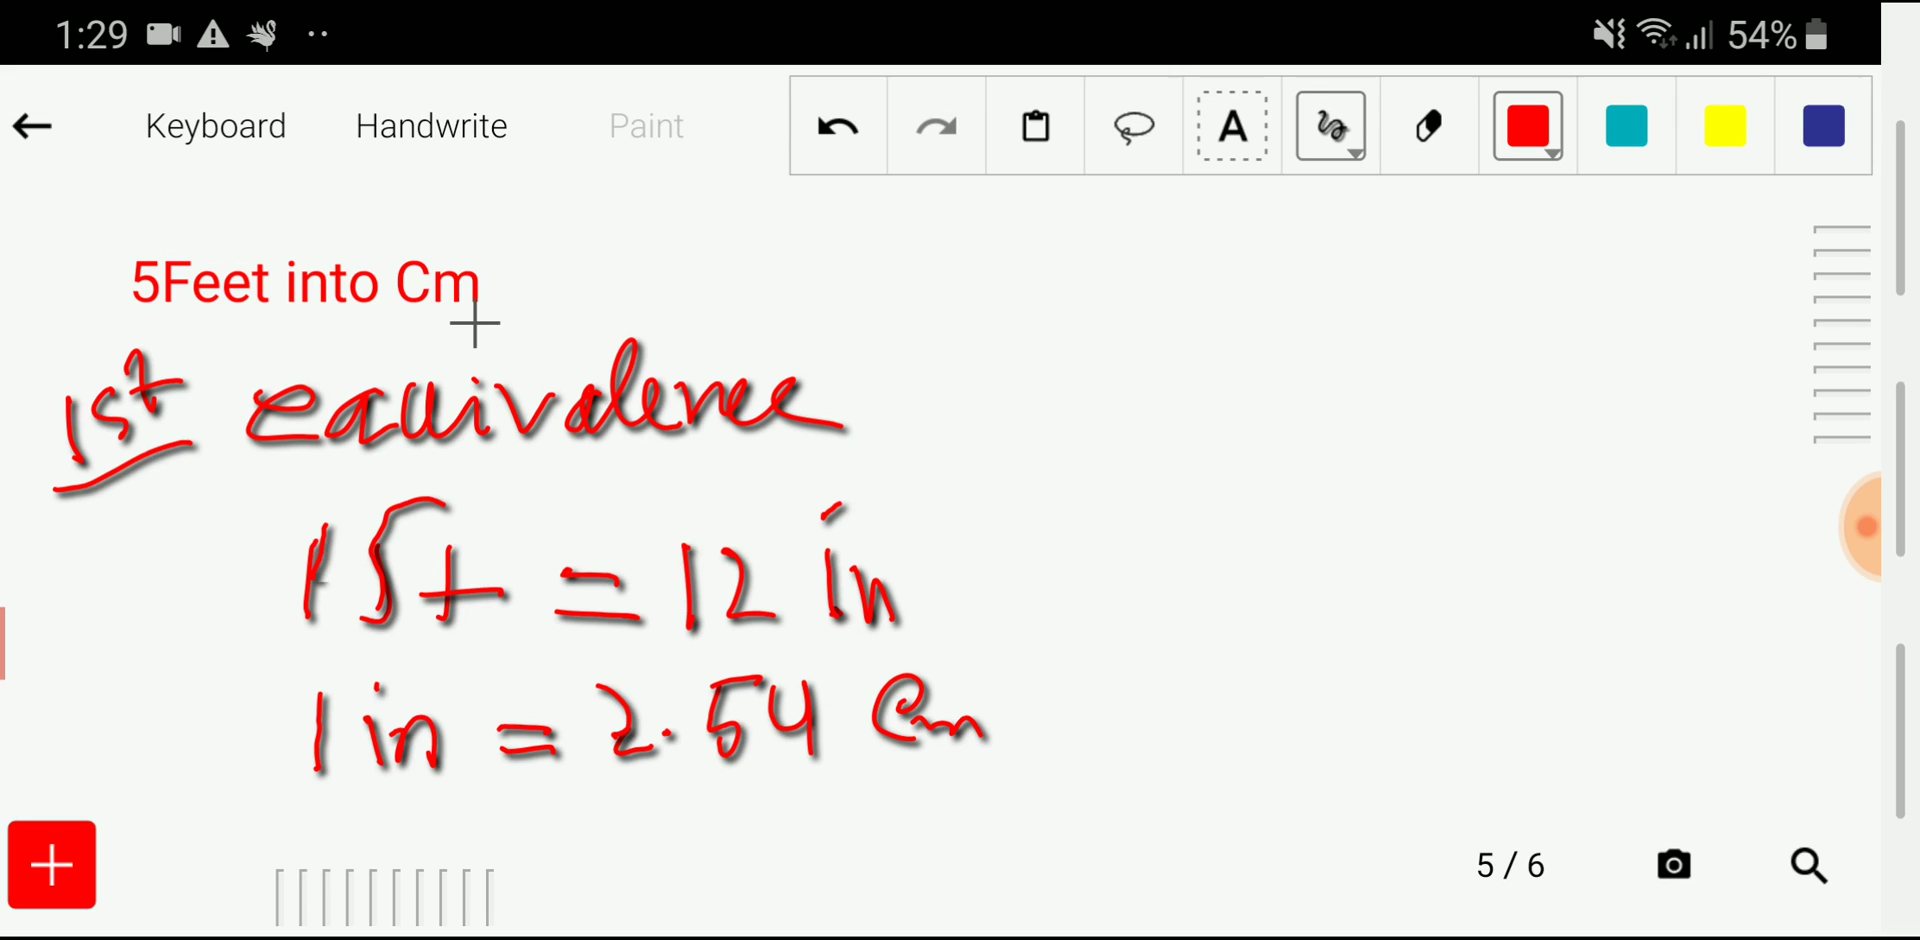 1:29 54%
Keyboard Handwrite Paint A
5Feet into Cm
1st equivalence
1 ft = 12 in
1 in = 2.54 Cm
5 / 6